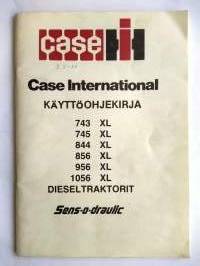 CASE IH
Case International
KÄYTTÖOHJEKIRJA
743 XL
745 XL
844 XL
856 XL
956 XL
1056 XL
DIESELTRAKTORIT
Sens-o-draulic